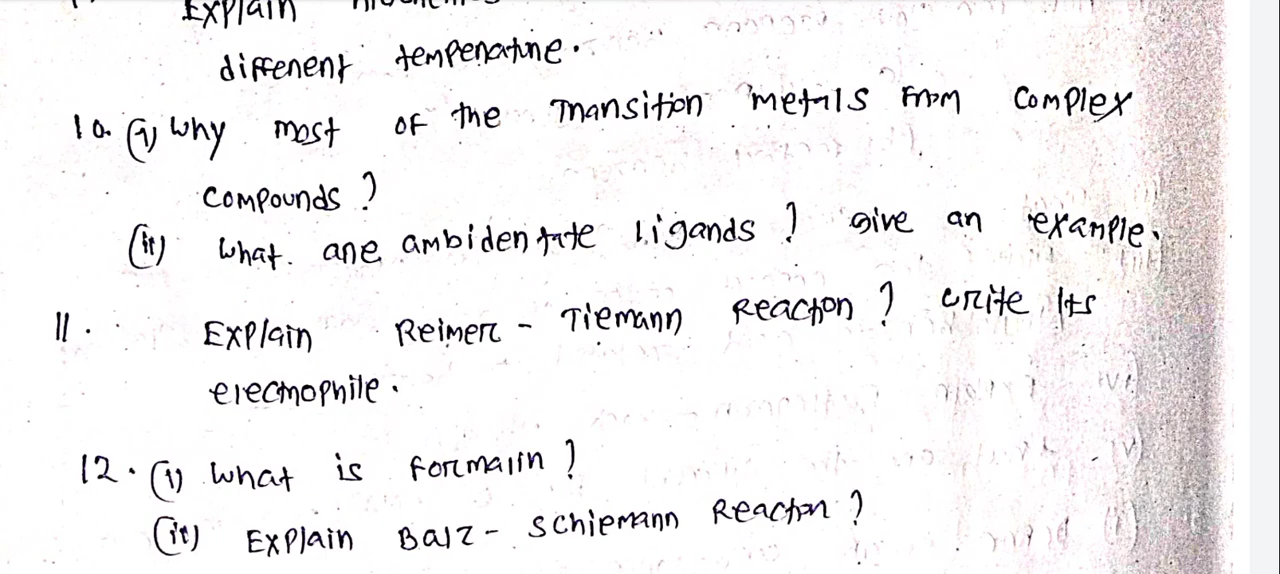 Explain
different temperature.
10. (i) Why most of the Transition metals from complex
compounds ?
(ii) What are ambidentate ligands ? Give an example.
11. Explain Reimer - Tiemann Reaction ? write Its
electrophile.
12. (i) What is formalin ?
(ii) Explain Balz - Schiemann Reaction ?